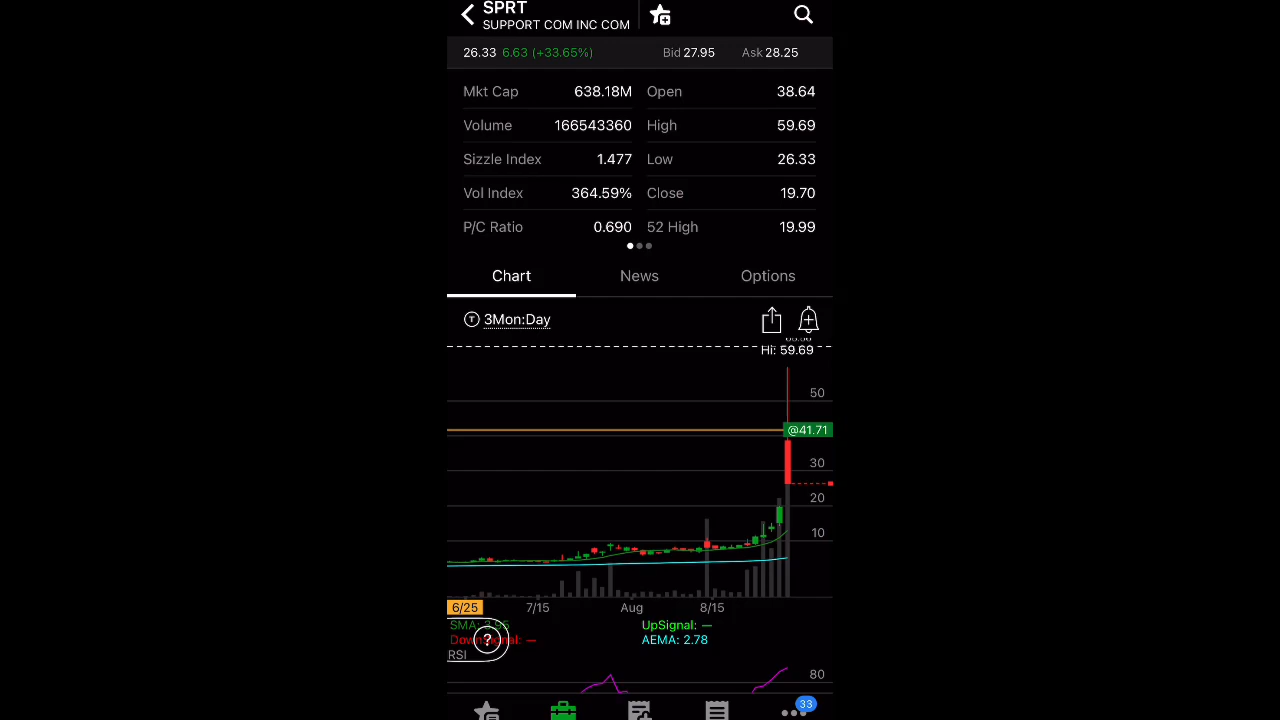 SPRT
SUPPORT COM INC COM
26.33 6.63 (+33.65%) Bid 27.95 Ask 28.25
Mkt Cap 638.18M Open 38.64
Volume 166543360 High 59.69
Sizzle Index 1.477 Low 26.33
Vol Index 364.59% Close 19.70
P/C Ratio 0.690 52 High 19.99
Chart News Options
T 3Mon:Day
Hi: 59.69
50
@41.71
30
20
10
6/25 7/15 Aug 8/15
SMA: 3.95 UpSignal: —
DownSignal: — AEMA: 2.78
?
RSI
80
33